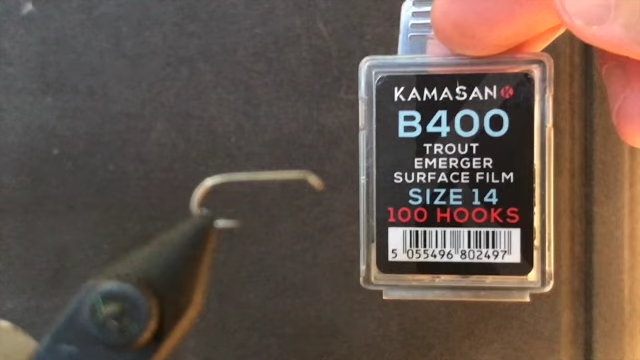 KAMASAN K
B400
TROUT
EMERGER
SURFACE FILM
SIZE 14
100 HOOKS
5 055496 802497